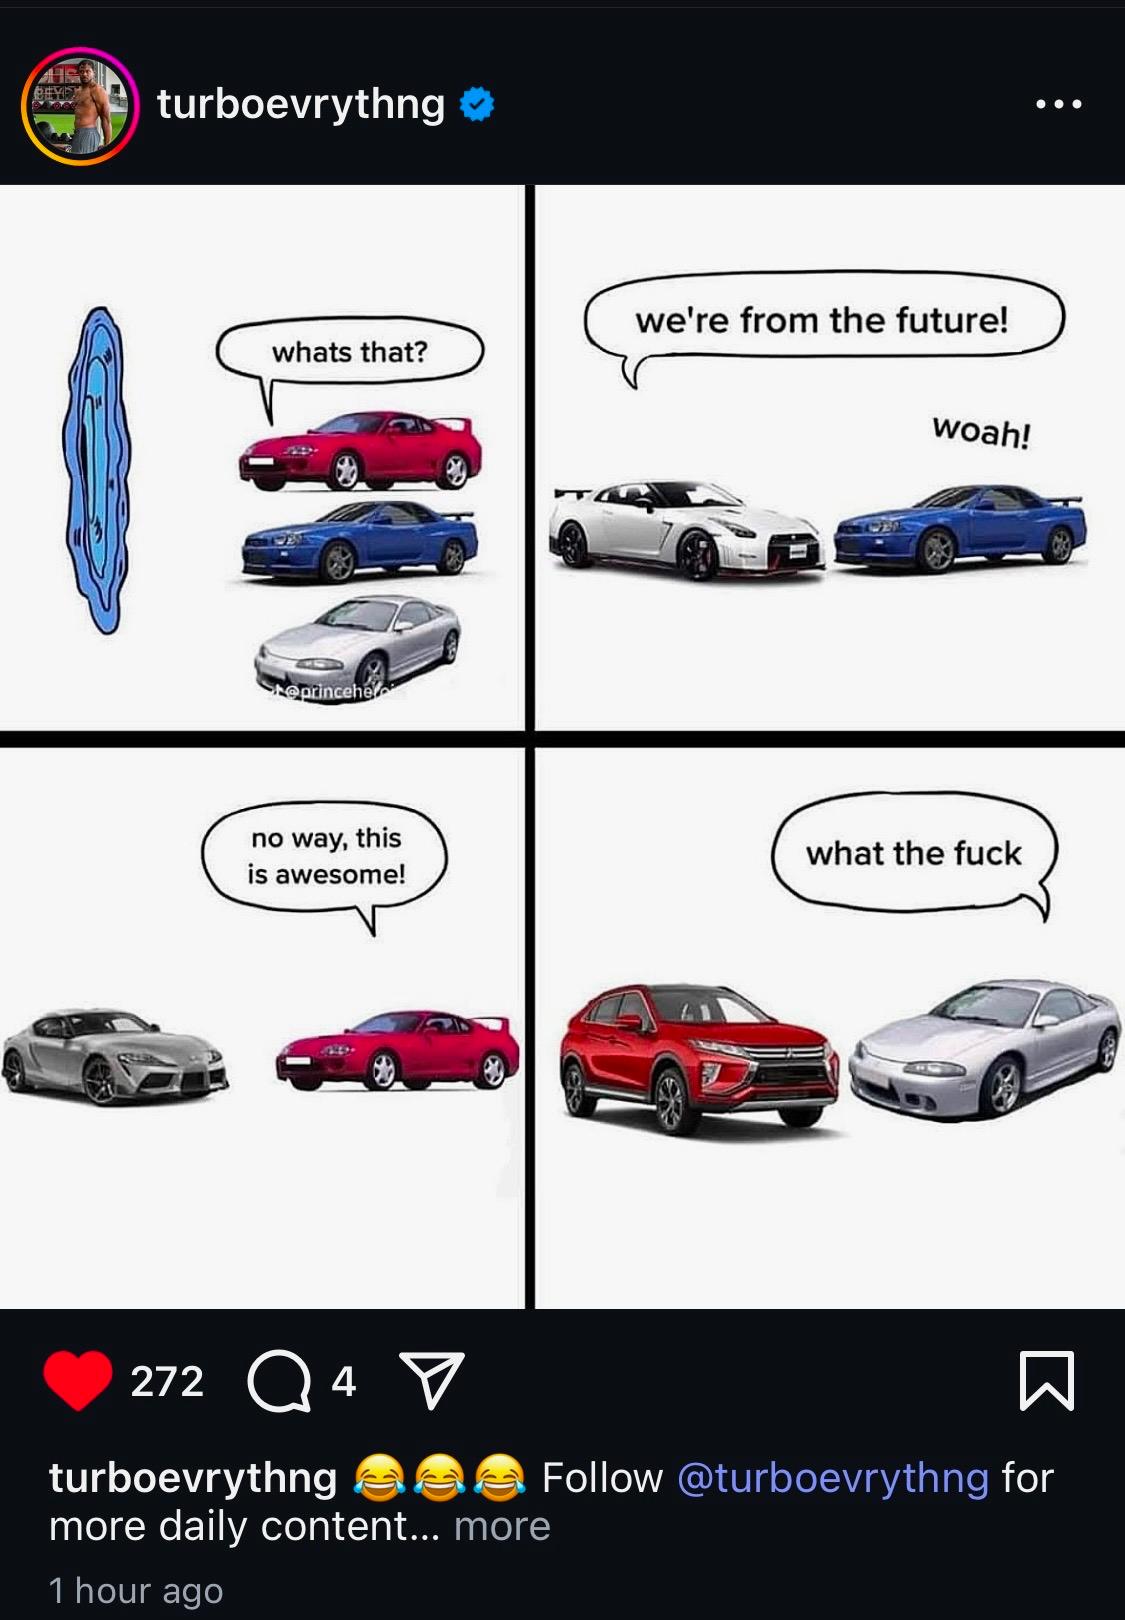 turboevrythng
whats that?
we're from the future!
woah!
no way, this
is awesome!
what the fuck
272
4
turboevrythng 😂😂😂 Follow @turboevrythng for
more daily content... more
1 hour ago